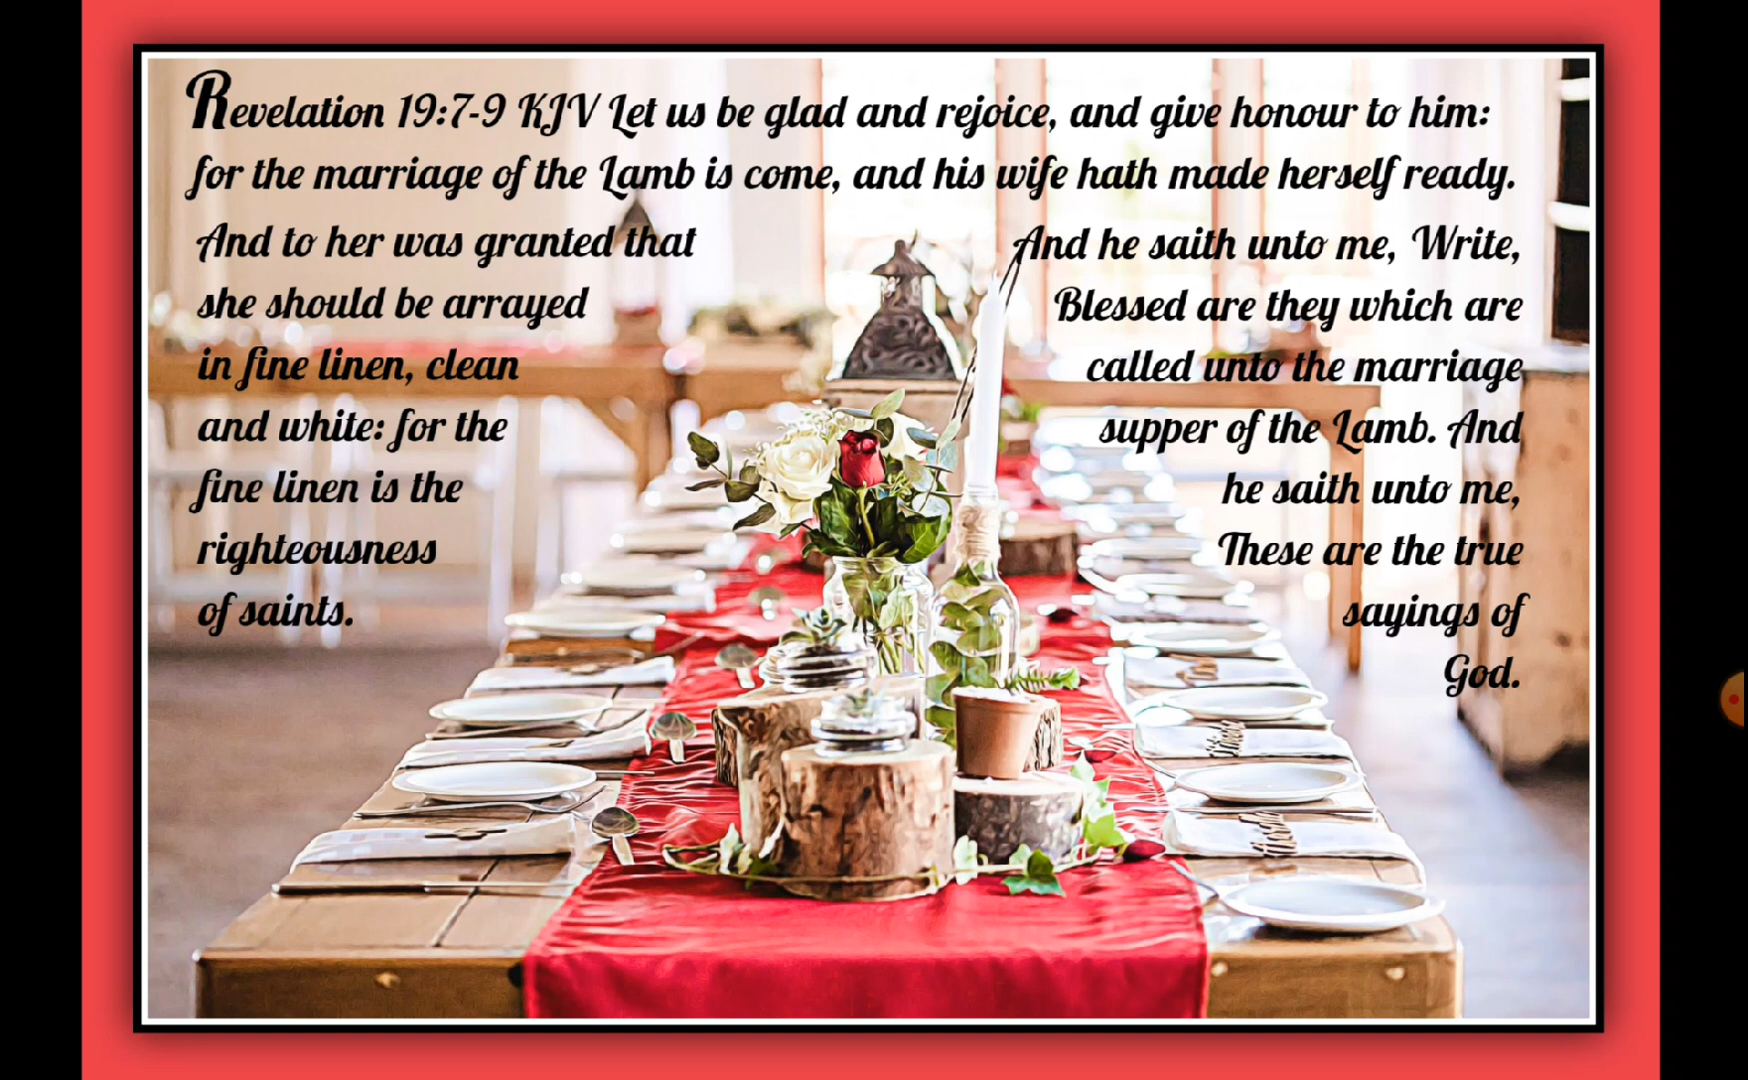 Revelation 19:7-9 KJV Let us be glad and rejoice, and give honour to him:
for the marriage of the Lamb is come, and his wife hath made herself ready.
And to her was granted that
she should be arrayed
in fine linen, clean
and white: for the
fine linen is the
righteousness
of saints.
And he saith unto me, Write,
Blessed are they which are
called unto the marriage
supper of the Lamb. And
he saith unto me,
These are the true
sayings of
God.